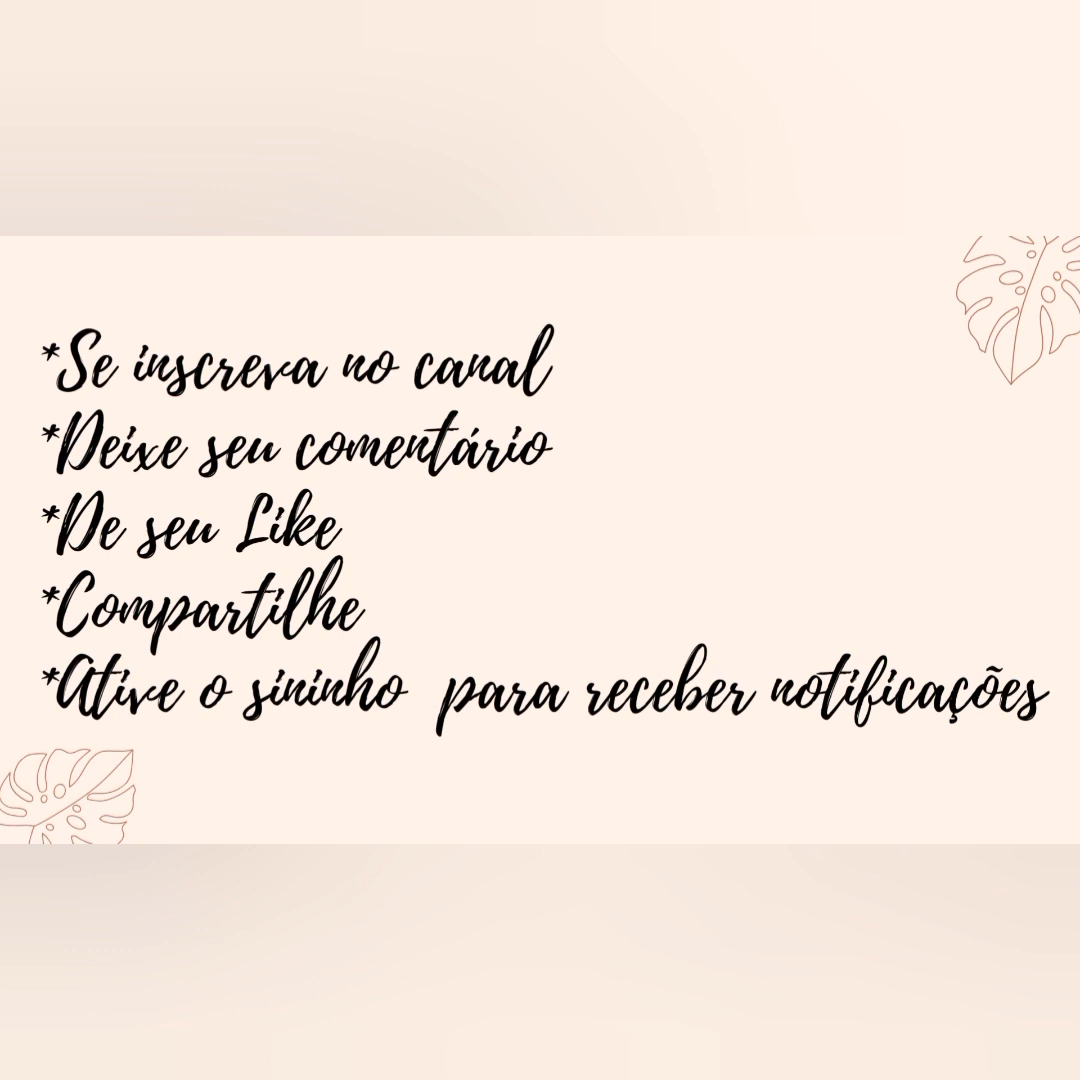 *Se inscreva no canal
*Deixe seu comentário
*De seu Like
*Compartilhe
*Ative o sininho  para receber notificações